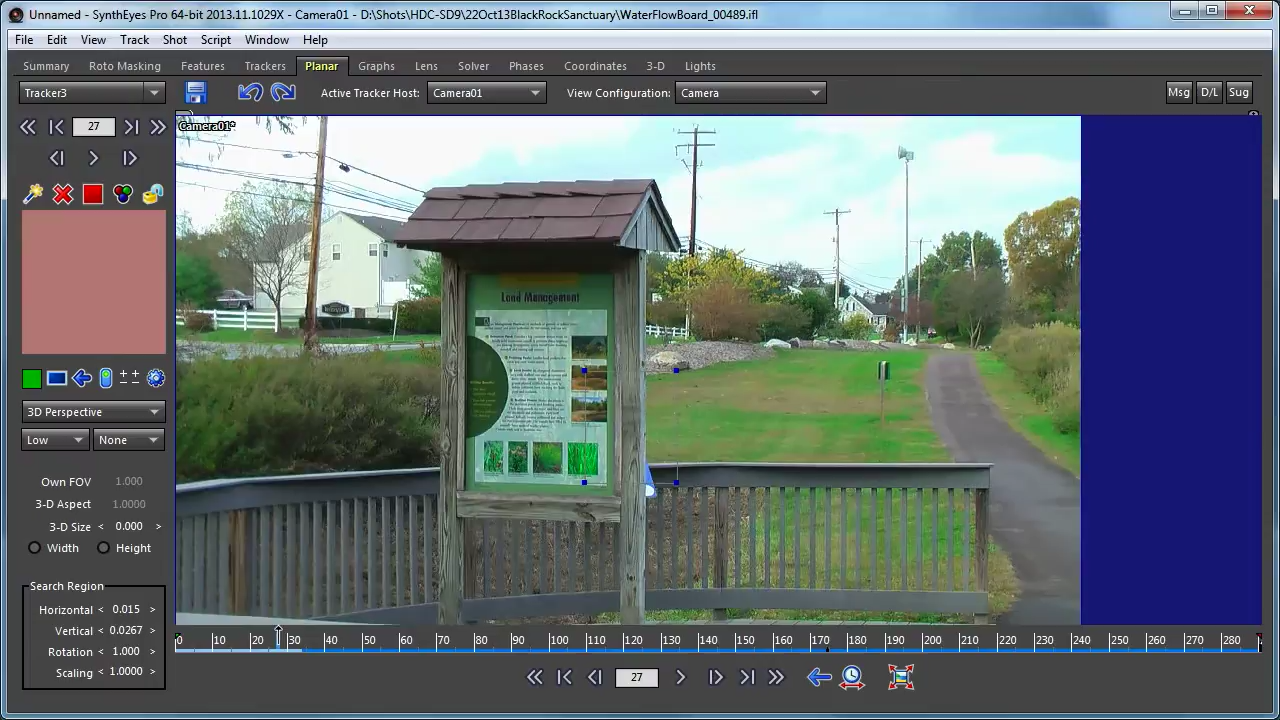 Unnamed - SynthEyes Pro 64-bit 2013.11.1029X - Camera01 - D:\Shots\HDC-SD9\22Oct13BlackRockSanctuary\WaterFlowBoard_00489.ifl
File Edit View Track Shot Script Window Help
Summary Roto Masking Features Trackers Planar Graphs Lens Solver Phases Coordinates 3-D Lights
Tracker3 Active Tracker Host: Camera01 View Configuration: Camera Msg D/L Sug
27
Camera01*
Land Management
3D Perspective
Low None
Own FOV 1.000
3-D Aspect 1.0000
3-D Size < 0.000 >
Width Height
Search Region
Horizontal < 0.015 >
Vertical < 0.0267 >
Rotation < 1.000 >
Scaling < 1.0000 >
0 10 20 30 40 50 60 70 80 90 100 110 120 130 140 150 160 170 180 190 200 210 220 230 240 250 260 270 280
27